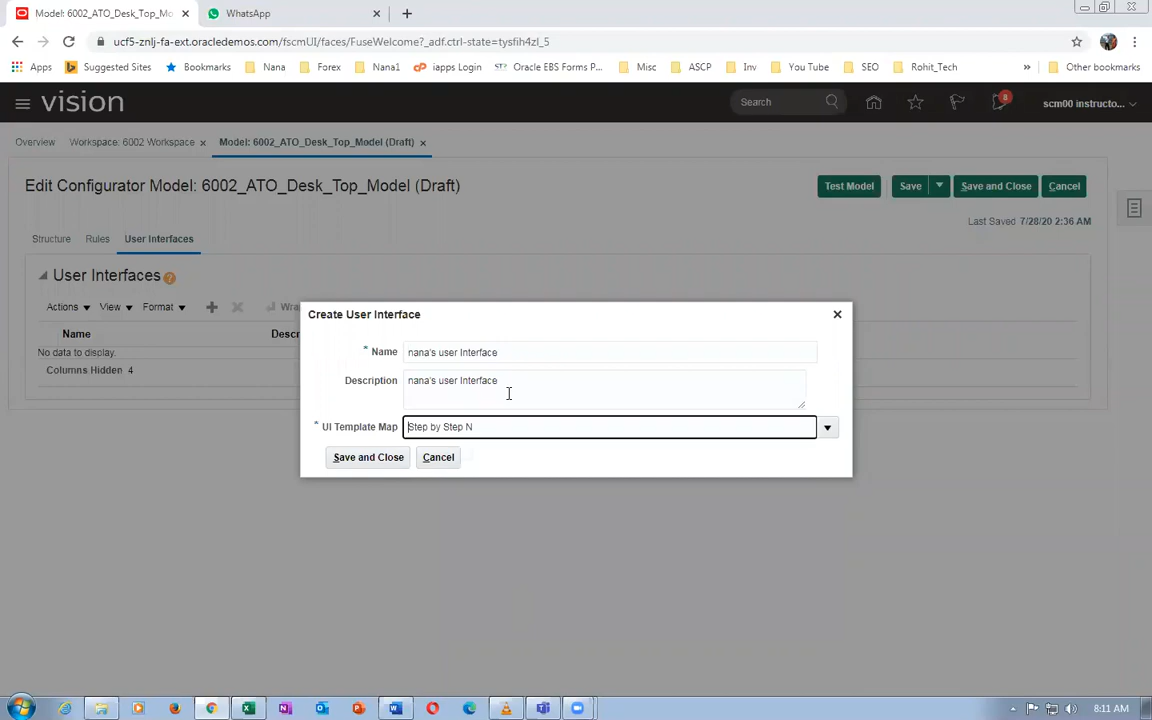 Model: 6002_ATO_Desk_Top_Mo
WhatsApp
ucf5-znlj-fa-ext.oracledemos.com/fscmUI/faces/FuseWelcome?_adf.ctrl-state=tysfih4zl_5
Apps Suggested Sites Bookmarks Nana Forex Nana1 iapps Login Oracle EBS Forms P... Misc ASCP Inv You Tube SEO Rohit_Tech » Other bookmarks
vision Search 8 scm00 instructo...
Overview Workspace: 6002 Workspace Model: 6002_ATO_Desk_Top_Model (Draft)
Edit Configurator Model: 6002_ATO_Desk_Top_Model (Draft) Test Model Save Save and Close Cancel
Last Saved 7/28/20 2:36 AM
Structure Rules User Interfaces
User Interfaces
Actions View Format Wra
Name Descr
No data to display.
Columns Hidden 4
Create User Interface
* Name nana's user Interface
Description nana's user Interface
* UI Template Map Step by Step N
Save and Close Cancel
8:11 AM